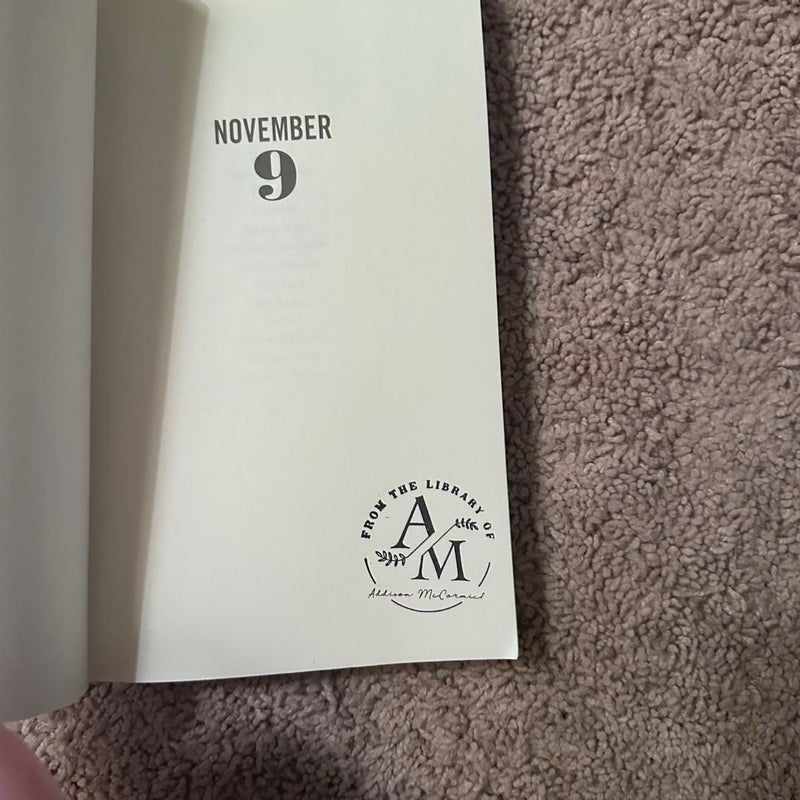 NOVEMBER
9
FROM THE LIBRARY OF
A
M
Addison McCormick